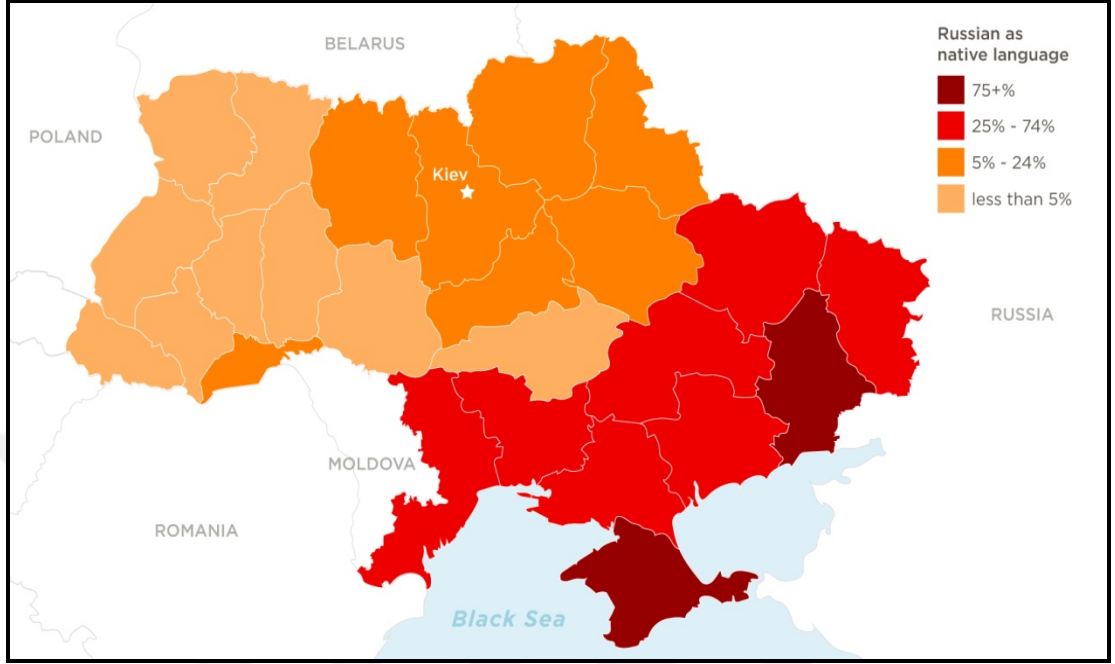 BELARUS
Russian as
native language
75+%
25% - 74%
5% - 24%
less than 5%
POLAND
Kiev
RUSSIA
MOLDOVA
ROMANIA
Black Sea